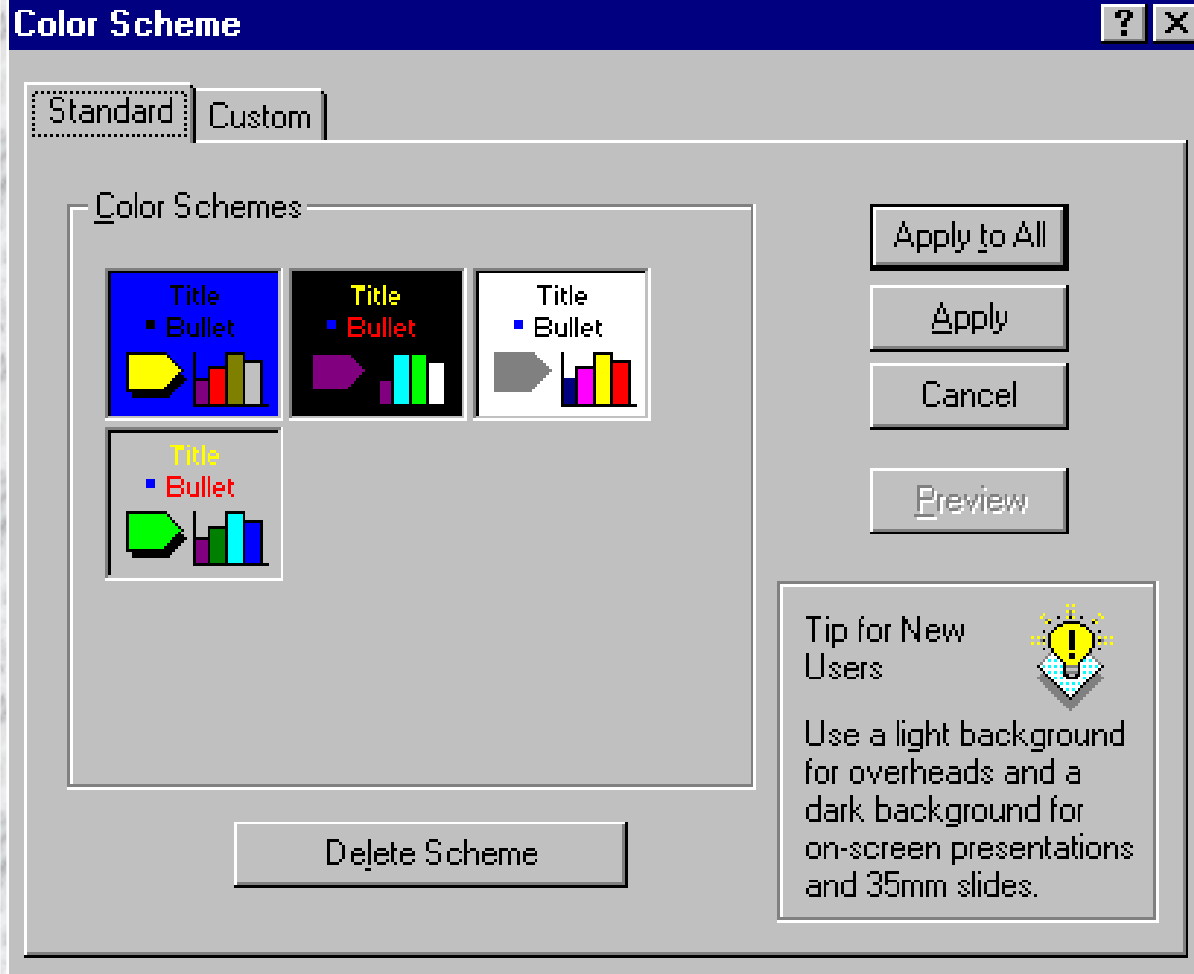 Color Scheme
?
Standard
Custom
Color Schemes
Title
Bullet
Title
Bullet
Title
Bullet
Title
Bullet
Apply to All
Apply
Cancel
Preview
Tip for New
Users
Use a light background
for overheads and a
dark background for
on-screen presentations
and 35mm slides.
Delete Scheme